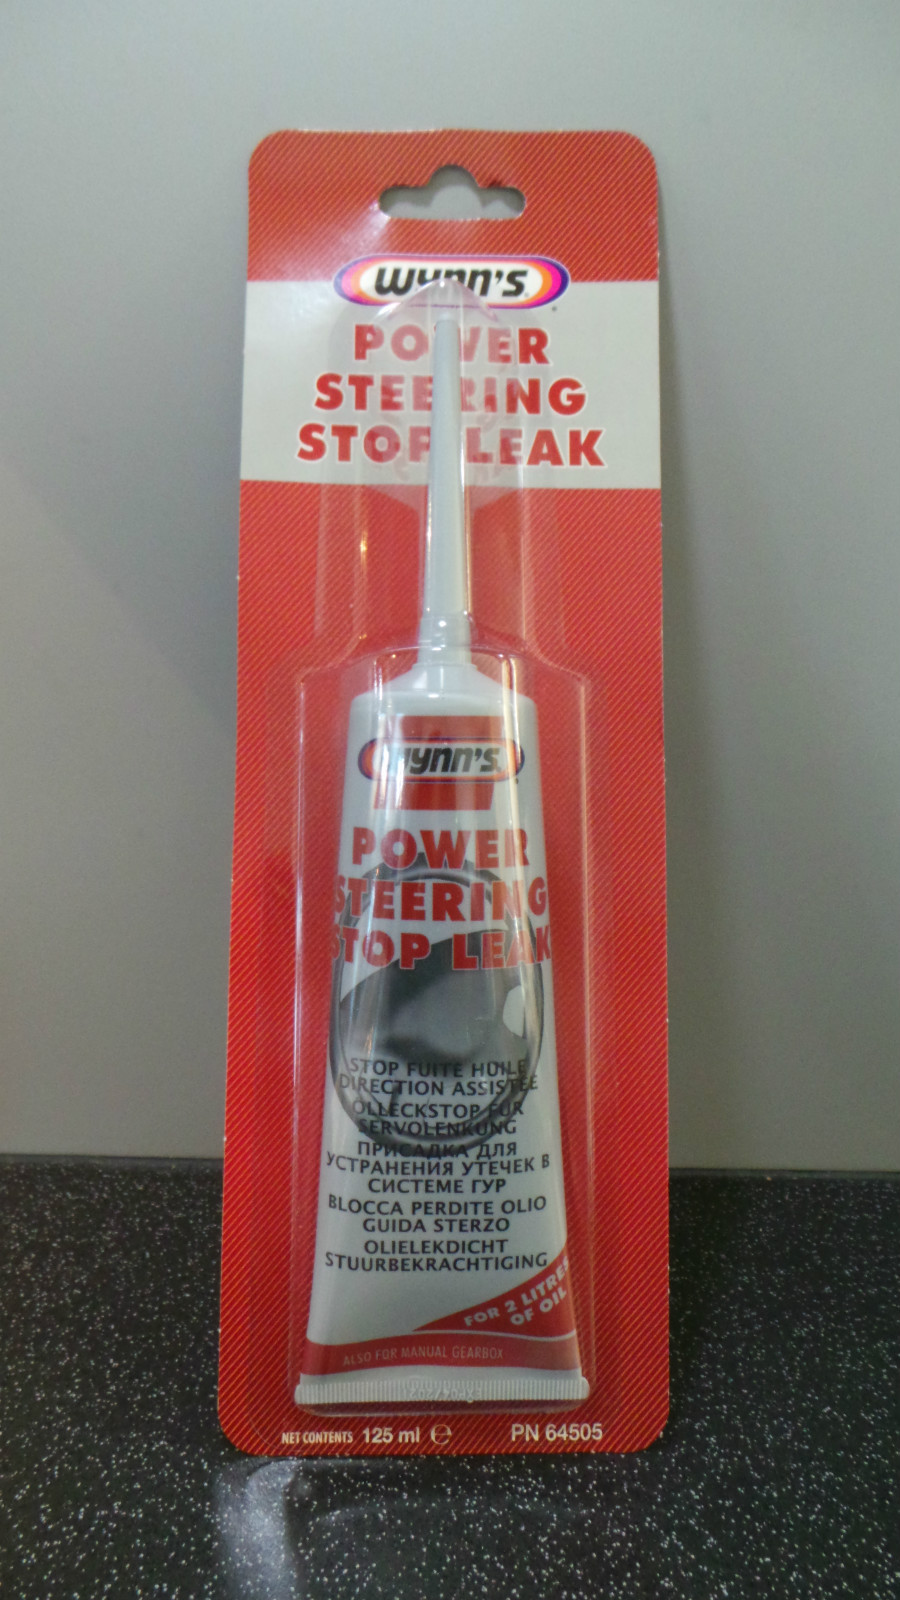 WYNN'S
POWER
STEERING
STOP LEAK
WYNN'S
POWER
STEERING
STOP LEAK
STOP FUITE HUILE
DIRECTION ASSISTÉE
ÖLLECKSTOP FÜR
SERVOLENKUNG
ПРИСАДКА ДЛЯ
УСТРАНЕНИЯ УТЕЧЕК В
СИСТЕМЕ ГУР
BLOCCA PERDITE OLIO
GUIDA STERZO
OLIELEKDICHT
STUURBEKRACHTIGING
FOR 2 LITRES
OF OIL
ALSO FOR MANUAL GEARBOX
NET CONTENTS 125 ml ℮ PN 64505